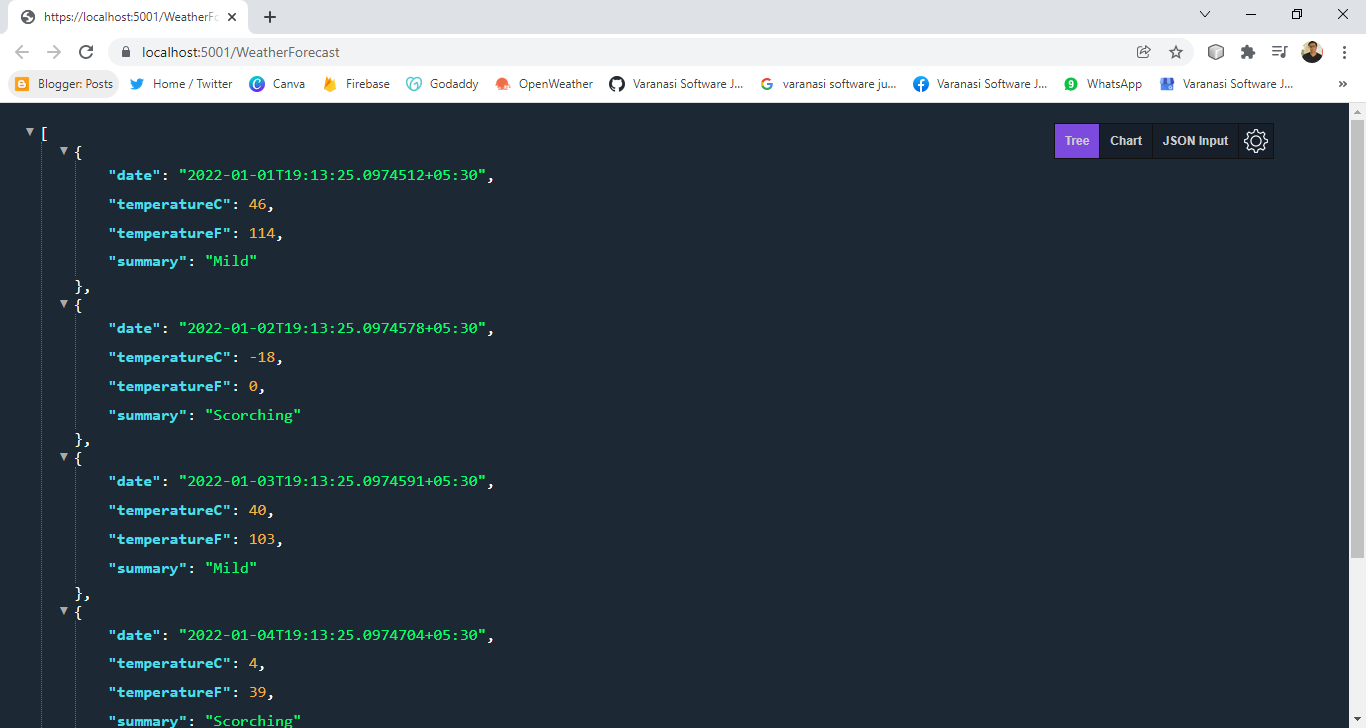 https://localhost:5001/WeatherFo
localhost:5001/WeatherForecast
Blogger: Posts Home / Twitter Canva Firebase Godaddy OpenWeather Varanasi Software J... varanasi software ju... Varanasi Software J... 9 WhatsApp Varanasi Software J... »
Tree Chart JSON Input
[
{
"date": "2022-01-01T19:13:25.0974512+05:30",
"temperatureC": 46,
"temperatureF": 114,
"summary": "Mild"
},
{
"date": "2022-01-02T19:13:25.0974578+05:30",
"temperatureC": -18,
"temperatureF": 0,
"summary": "Scorching"
},
{
"date": "2022-01-03T19:13:25.0974591+05:30",
"temperatureC": 40,
"temperatureF": 103,
"summary": "Mild"
},
{
"date": "2022-01-04T19:13:25.0974704+05:30",
"temperatureC": 4,
"temperatureF": 39,
"summary": "Scorching"